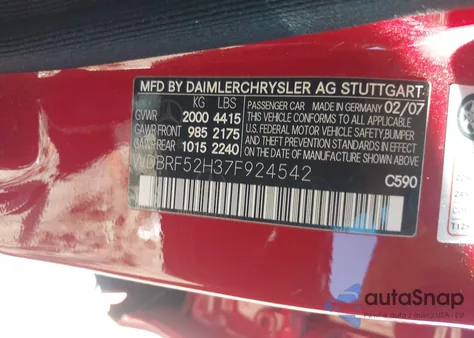 MFD BY DAIMLERCHRYSLER AG STUTTGART
KG LBS
GVWR 2000 4415
GAWR FRONT 985 2175
GAWR REAR 1015 2240
PASSENGER CAR MADE IN GERMANY 02/07
THIS VEHICLE CONFORMS TO ALL APPLICABLE
U.S. FEDERAL MOTOR VEHICLE SAFETY,BUMPER
AND THEFT PREVENTION STANDARDS IN EFFECT
ON THE DATE OF MANUFACTURE SHOWN ABOVE
WDBRF52H37F924542
C590
autoSnap